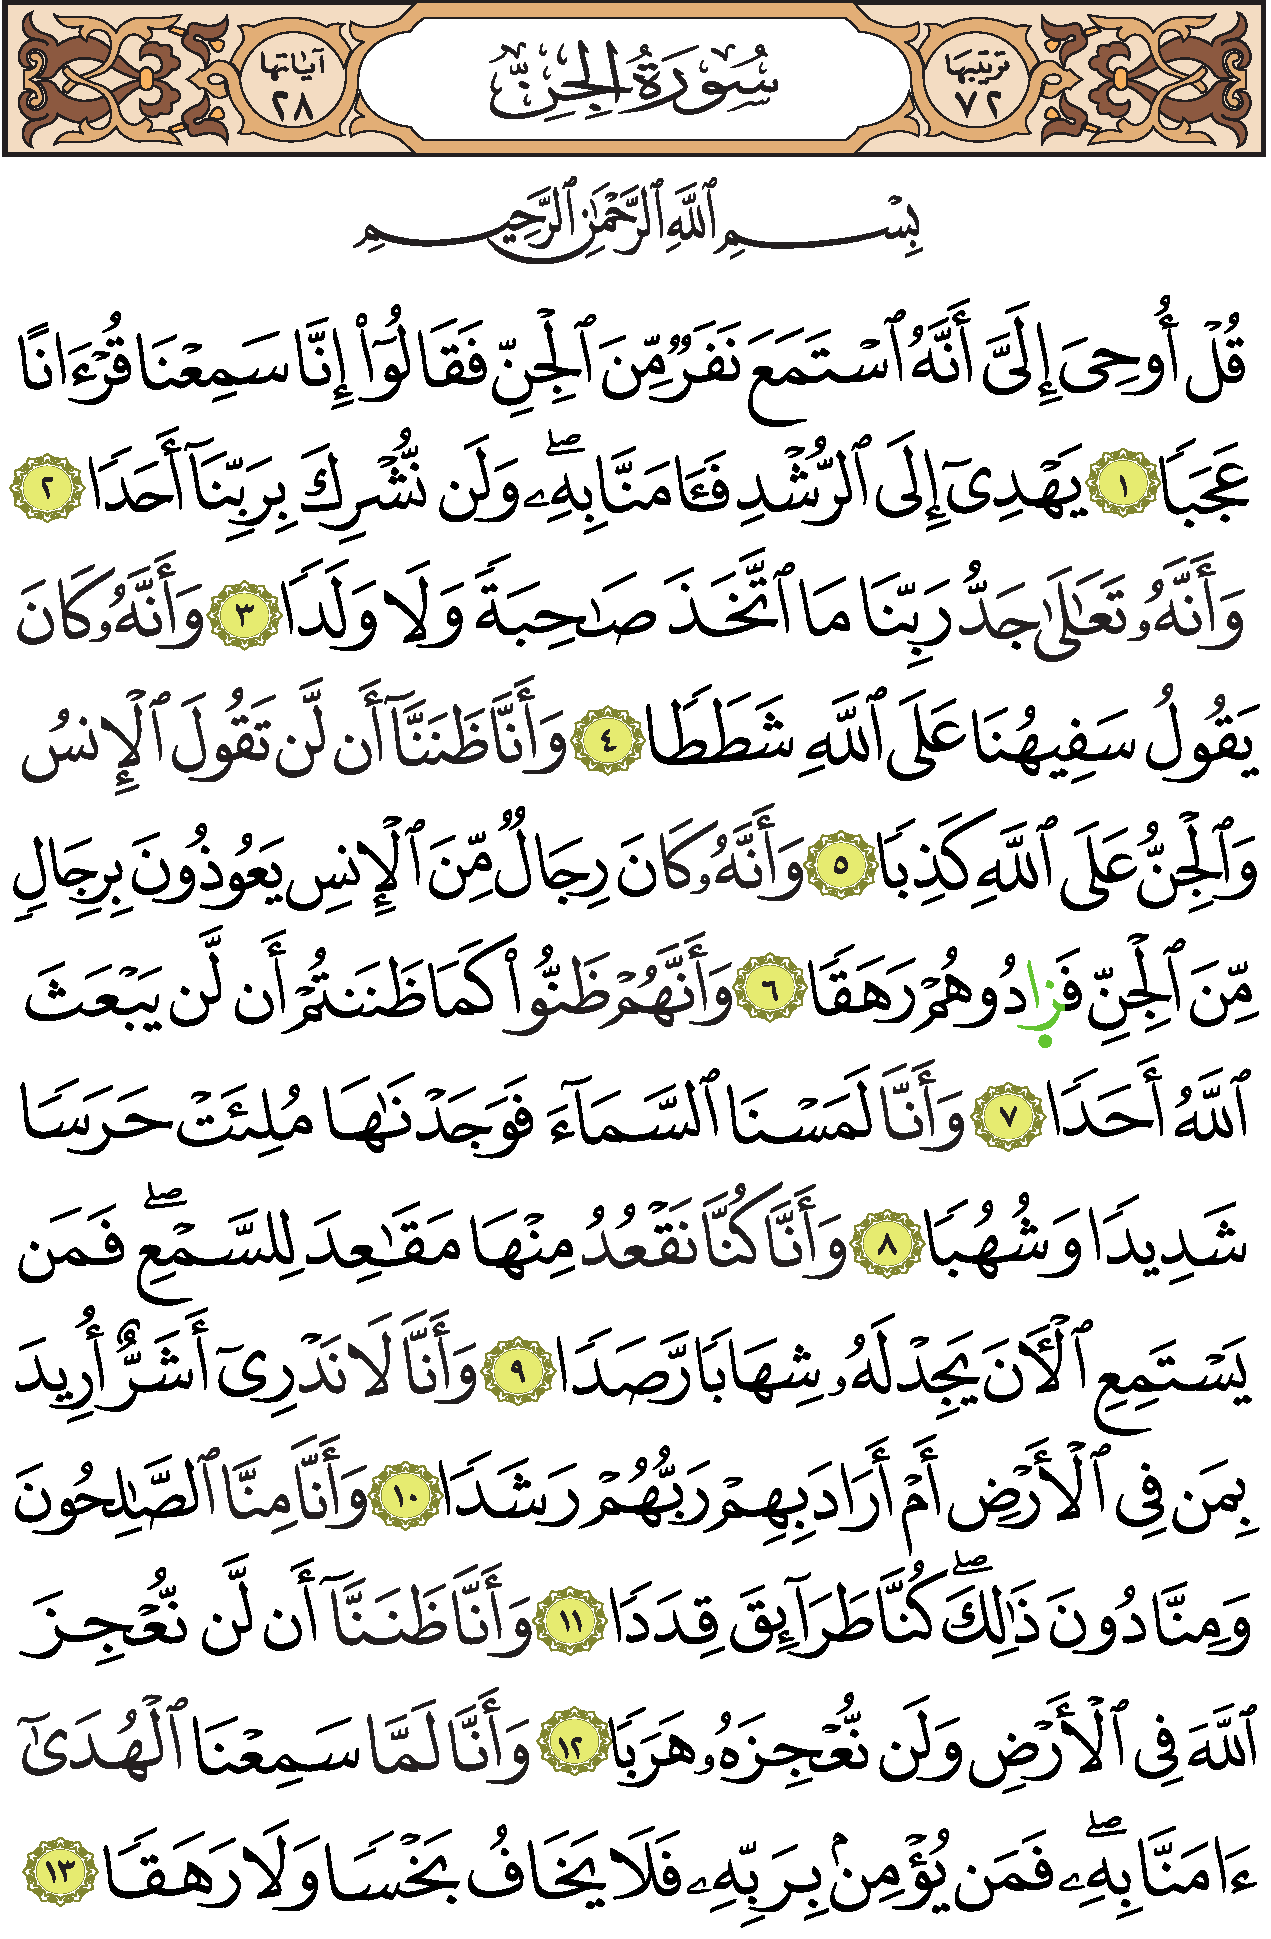 ترتيبها ٧٢
سُورَةُ الجِنِّ
آياتها ٢٨
بِسْمِ ٱللَّهِ ٱلرَّحْمَٰنِ ٱلرَّحِيمِ
قُلْ أُوحِىَ إِلَىَّ أَنَّهُ ٱسْتَمَعَ نَفَرٌ مِّنَ ٱلْجِنِّ فَقَالُوٓا۟ إِنَّا سَمِعْنَا قُرْءَانًا
عَجَبًا ١ يَهْدِىٓ إِلَى ٱلرُّشْدِ فَـَٔامَنَّا بِهِۦ ۖ وَلَن نُّشْرِكَ بِرَبِّنَآ أَحَدًا ٢
وَأَنَّهُۥ تَعَٰلَىٰ جَدُّ رَبِّنَا مَا ٱتَّخَذَ صَٰحِبَةً وَلَا وَلَدًا ٣ وَأَنَّهُۥ كَانَ
يَقُولُ سَفِيهُنَا عَلَى ٱللَّهِ شَطَطًا ٤ وَأَنَّا ظَنَنَّآ أَن لَّن تَقُولَ ٱلْإِنسُ
وَٱلْجِنُّ عَلَى ٱللَّهِ كَذِبًا ٥ وَأَنَّهُۥ كَانَ رِجَالٌ مِّنَ ٱلْإِنسِ يَعُوذُونَ بِرِجَالٍ
مِّنَ ٱلْجِنِّ فَزادُوهُمْ رَهَقًا ٦ وَأَنَّهُمْ ظَنُّوا۟ كَمَا ظَنَنتُمْ أَن لَّن يَبْعَثَ
ٱللَّهُ أَحَدًا ٧ وَأَنَّا لَمَسْنَا ٱلسَّمَآءَ فَوَجَدْنَٰهَا مُلِئَتْ حَرَسًا
شَدِيدًا وَشُهُبًا ٨ وَأَنَّا كُنَّا نَقْعُدُ مِنْهَا مَقَٰعِدَ لِلسَّمْعِ ۖ فَمَن
يَسْتَمِعِ ٱلْـَٔانَ يَجِدْ لَهُۥ شِهَابًا رَّصَدًا ٩ وَأَنَّا لَا نَدْرِىٓ أَشَرٌّ أُرِيدَ
بِمَن فِى ٱلْأَرْضِ أَمْ أَرَادَ بِهِمْ رَبُّهُمْ رَشَدًا ١٠ وَأَنَّا مِنَّا ٱلصَّٰلِحُونَ
وَمِنَّا دُونَ ذَٰلِكَ ۖ كُنَّا طَرَآئِقَ قِدَدًا ١١ وَأَنَّا ظَنَنَّآ أَن لَّن نُّعْجِزَ
ٱللَّهَ فِى ٱلْأَرْضِ وَلَن نُّعْجِزَهُۥ هَرَبًا ١٢ وَأَنَّا لَمَّا سَمِعْنَا ٱلْهُدَىٰٓ
ءَامَنَّا بِهِۦ ۖ فَمَن يُؤْمِنۢ بِرَبِّهِۦ فَلَا يَخَافُ بَخْسًا وَلَا رَهَقًا ١٣